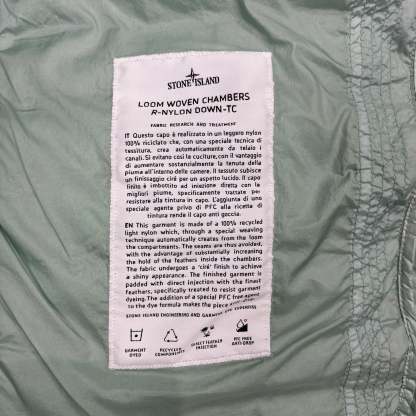 STONE ISLAND
LOOM WOVEN CHAMBERS
R-NYLON DOWN-TC
FABRIC RESEARCH AND TREATMENT
IT Questo capo è realizzato in un leggero nylon
100% riciclato che, con una speciale tecnica di
tessitura, crea automaticamente da telaio i
canali. Si evitano così le cuciture, con il vantaggio
di aumentare sostanzialmente la tenuta della
piuma all'interno delle camere. Il tessuto subisce
un finissaggio ciré per un aspetto lucido. Il capo
finito è imbottito ad iniezione diretta con le
migliori piume, specificamente trattate per
resistere alla tintura in capo. L'aggiunta di una
speciale agente privo di PFC alla ricetta di
tintura rende il capo anti goccia.
EN This garment is made of a 100% recycled
light nylon which, through a special weaving
technique automatically creates from the loom
the compartments. The seams are thus avoided,
with the advantage of substantially increasing
the hold of the feathers inside the chambers.
The fabric undergoes a 'ciré' finish to achieve
a shiny appearance. The finished garment is
padded with direct injection with the finest
feathers, specifically treated to resist garment
dyeing. The addition of a special PFC free agent
to the dye formula makes the piece anti-drop.
STONE ISLAND ENGINEERING AND GARMENT DYE EXPERTISE
GARMENT
DYED
RECYCLED
COMPONENTS
DIRECT FEATHER
INJECTION
PFC FREE
ANTI-DROP